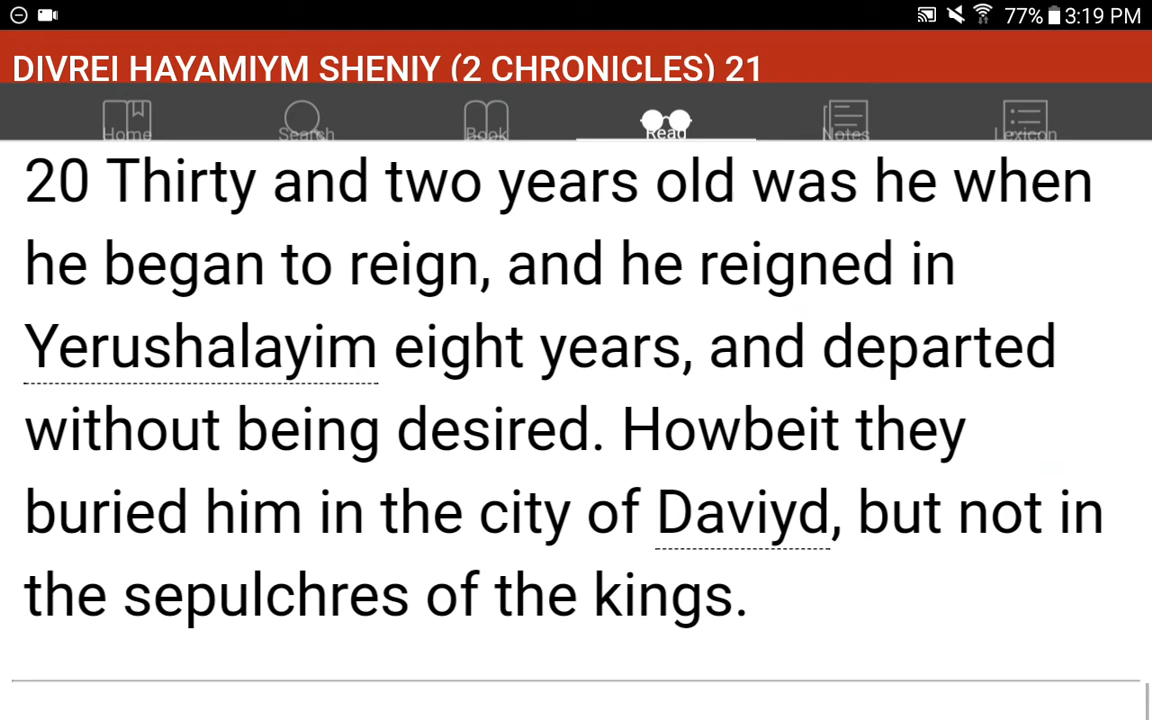 77% 3:19 PM
DIVREI HAYAMIYM SHENIY (2 CHRONICLES) 21
Home Search Book Read Notes Lexicon
20 Thirty and two years old was he when
he began to reign, and he reigned in
Yerushalayim eight years, and departed
without being desired. Howbeit they
buried him in the city of Daviyd, but not in
the sepulchres of the kings.